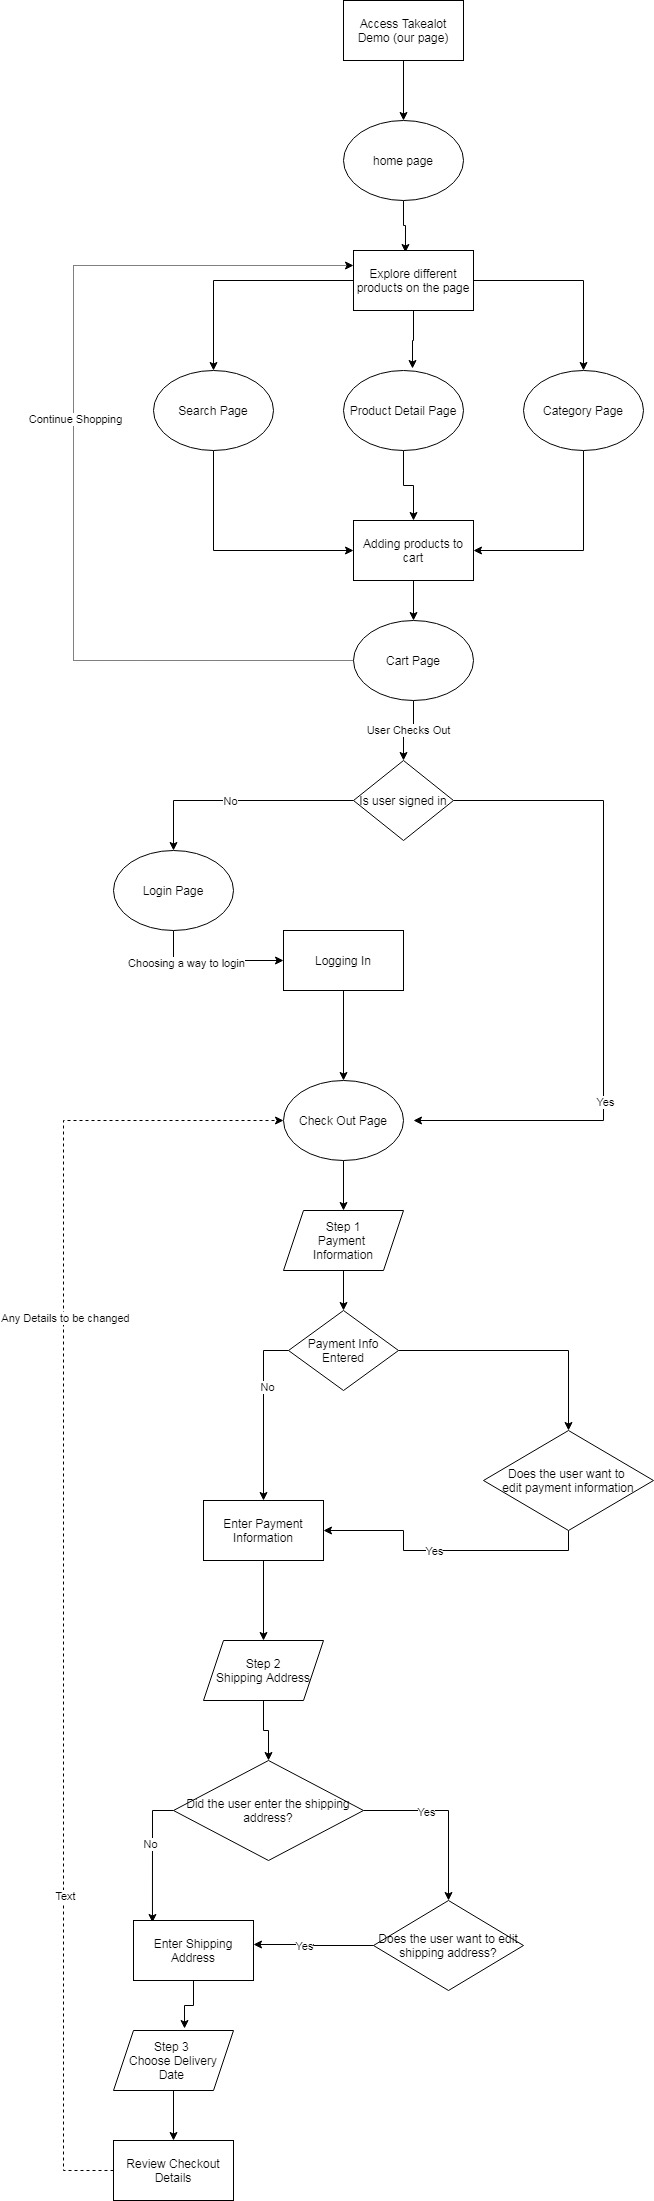 Access Takealot
Demo (our page)
home page
Explore different
products on the page
Search Page
Product Detail Page
Category Page
Continue Shopping
Adding products to
cart
Cart Page
User Checks Out
Is user signed in
No
Login Page
Choosing a way to login
Logging In
Yes
Check Out Page
Step 1
Payment
Information
Any Details to be changed
Payment Info
Entered
No
Does the user want to
edit payment information
Enter Payment
Information
Yes
Step 2
Shipping Address
Did the user enter the shipping
address?
Yes
No
Text
Does the user want to edit
shipping address?
Enter Shipping
Address
Yes
Step 3
Choose Delivery
Date
Review Checkout
Details